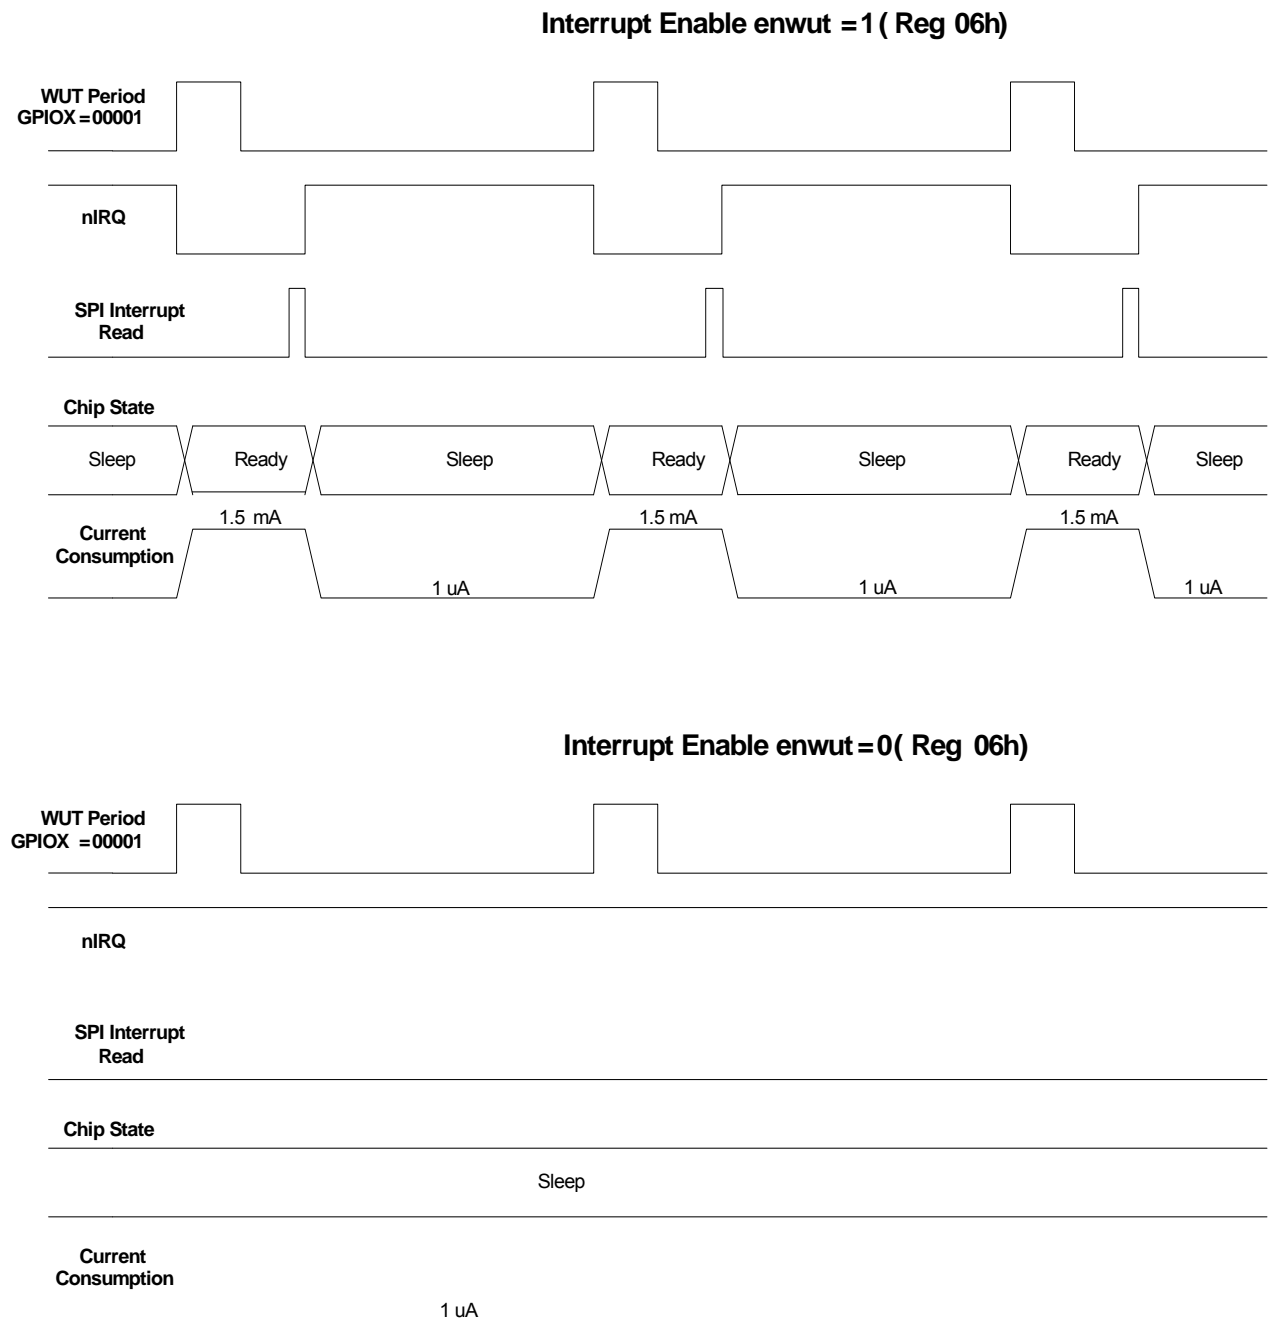 Interrupt Enable enwut =1( Reg 06h)
WUT Period
GPIOX=00001
nIRQ
SPI Interrupt
Read
Chip State
Sleep Ready Sleep Ready Sleep Ready Sleep
1.5 mA 1.5 mA 1.5 mA
Current
Consumption
1 uA 1 uA 1 uA
Interrupt Enable enwut=0( Reg 06h)
WUT Period
GPIOX =00001
nIRQ
SPI Interrupt
Read
Chip State
Sleep
Current
Consumption
1 uA